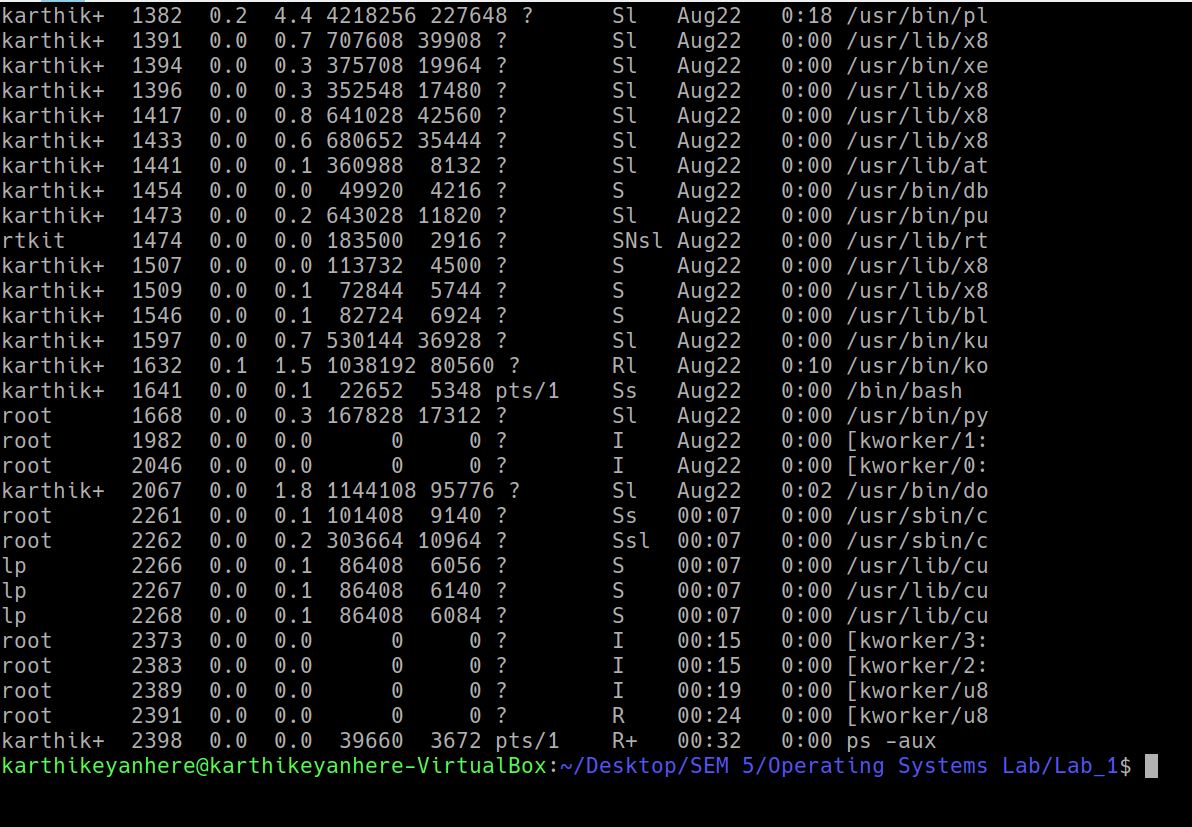 karthik+  1382  0.2  4.4 4218256 227648 ?      Sl   Aug22   0:18 /usr/bin/pl
karthik+  1391  0.0  0.7 707608 39908 ?        Sl   Aug22   0:00 /usr/lib/x8
karthik+  1394  0.0  0.3 375708 19964 ?        Sl   Aug22   0:00 /usr/bin/xe
karthik+  1396  0.0  0.3 352548 17480 ?        Sl   Aug22   0:00 /usr/lib/x8
karthik+  1417  0.0  0.8 641028 42560 ?        Sl   Aug22   0:00 /usr/lib/x8
karthik+  1433  0.0  0.6 680652 35444 ?        Sl   Aug22   0:00 /usr/lib/x8
karthik+  1441  0.0  0.1 360988  8132 ?        Sl   Aug22   0:00 /usr/lib/at
karthik+  1454  0.0  0.0  49920  4216 ?        S    Aug22   0:00 /usr/bin/db
karthik+  1473  0.0  0.2 643028 11820 ?        Sl   Aug22   0:00 /usr/bin/pu
rtkit     1474  0.0  0.0 183500  2916 ?        SNsl Aug22   0:00 /usr/lib/rt
karthik+  1507  0.0  0.0 113732  4500 ?        S    Aug22   0:00 /usr/lib/x8
karthik+  1509  0.0  0.1  72844  5744 ?        S    Aug22   0:00 /usr/lib/x8
karthik+  1546  0.0  0.1  82724  6924 ?        S    Aug22   0:00 /usr/lib/bl
karthik+  1597  0.0  0.7 530144 36928 ?        Sl   Aug22   0:00 /usr/bin/ku
karthik+  1632  0.1  1.5 1038192 80560 ?       Rl   Aug22   0:10 /usr/bin/ko
karthik+  1641  0.0  0.1  22652  5348 pts/1    Ss   Aug22   0:00 /bin/bash
root      1668  0.0  0.3 167828 17312 ?        Sl   Aug22   0:00 /usr/bin/py
root      1982  0.0  0.0      0     0 ?        I    Aug22   0:00 [kworker/1:
root      2046  0.0  0.0      0     0 ?        I    Aug22   0:00 [kworker/0:
karthik+  2067  0.0  1.8 1144108 95776 ?       Sl   Aug22   0:02 /usr/bin/do
root      2261  0.0  0.1 101408  9140 ?        Ss   00:07   0:00 /usr/sbin/c
root      2262  0.0  0.2 303664 10964 ?        Ssl  00:07   0:00 /usr/sbin/c
lp        2266  0.0  0.1  86408  6056 ?        S    00:07   0:00 /usr/lib/cu
lp        2267  0.0  0.1  86408  6140 ?        S    00:07   0:00 /usr/lib/cu
lp        2268  0.0  0.1  86408  6084 ?        S    00:07   0:00 /usr/lib/cu
root      2373  0.0  0.0      0     0 ?        I    00:15   0:00 [kworker/3:
root      2383  0.0  0.0      0     0 ?        I    00:15   0:00 [kworker/2:
root      2389  0.0  0.0      0     0 ?        I    00:19   0:00 [kworker/u8
root      2391  0.0  0.0      0     0 ?        R    00:24   0:00 [kworker/u8
karthik+  2398  0.0  0.0  39660  3672 pts/1    R+   00:32   0:00 ps -aux
karthikeyanhere@karthikeyanhere-VirtualBox:~/Desktop/SEM 5/Operating Systems Lab/Lab_1$